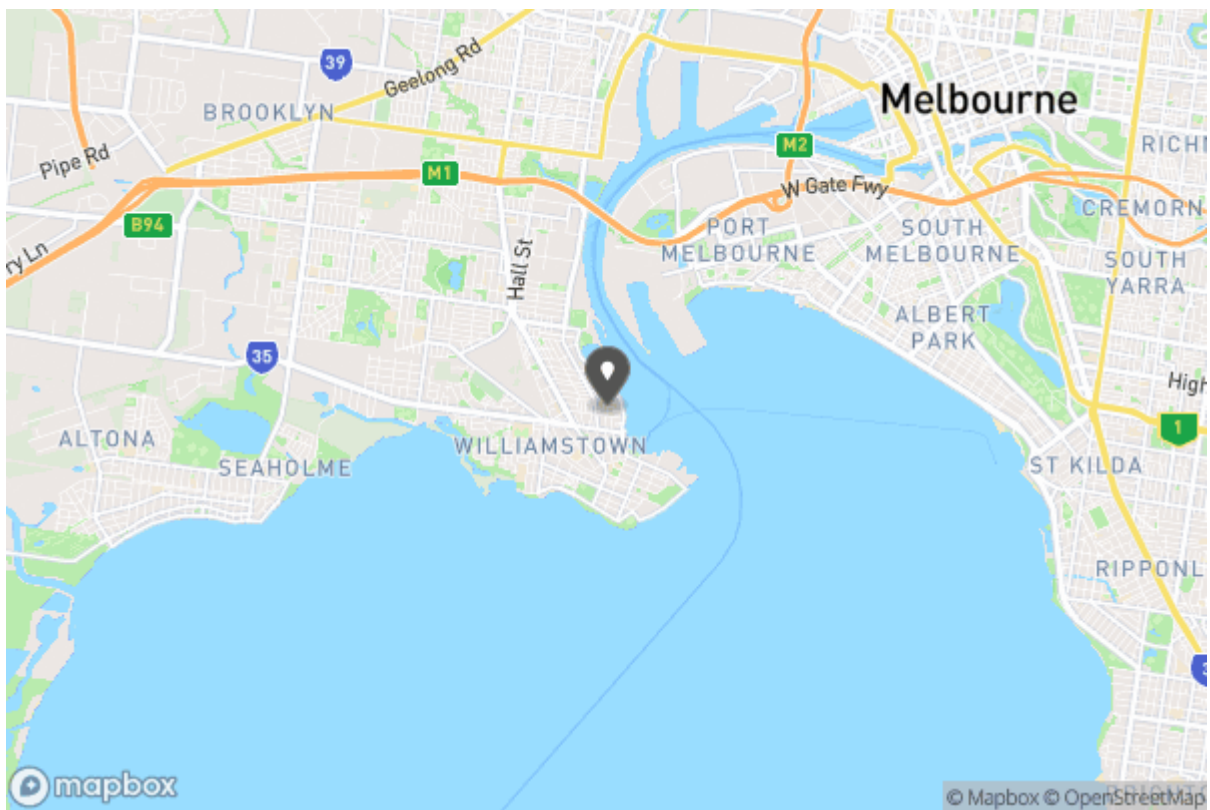 39
Geelong Rd
BROOKLYN
Melbourne
Pipe Rd
M1
M2
RICHM
W Gate Fwy
B94
CREMORN
PORT
MELBOURNE
SOUTH
MELBOURNE
ry Ln
Hall St
SOUTH
YARRA
ALBERT
PARK
35
High
1
ALTONA
WILLIAMSTOWN
SEAHOLME
ST KILDA
RIPPONL
3
mapbox
© Mapbox © OpenStreetMap